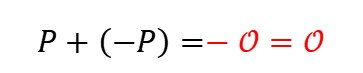 P + (−P) = − 𝒪 = 𝒪